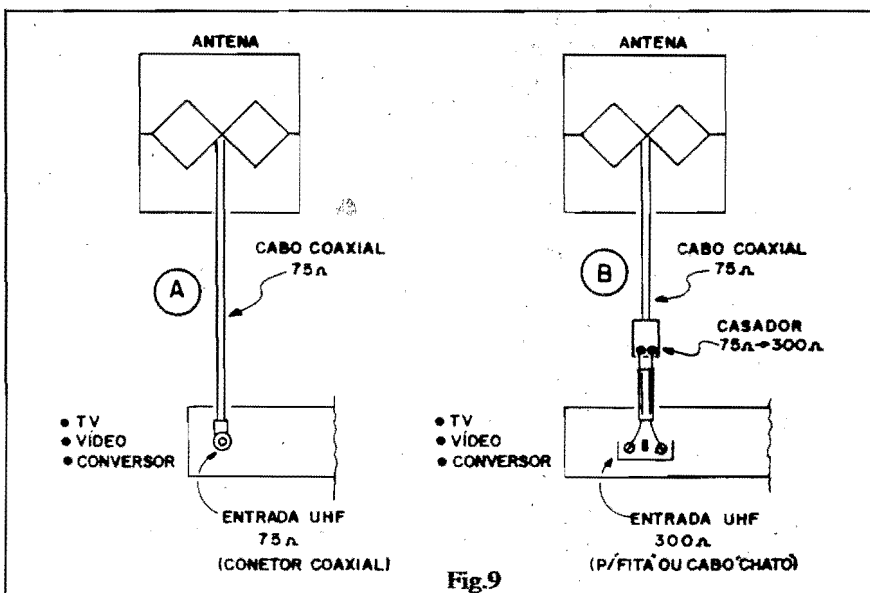 ANTENA
A
CABO COAXIAL
75Ω
• TV
• VÍDEO
• CONVERSOR
ENTRADA UHF
75Ω
(CONETOR COAXIAL)
ANTENA
B
CABO COAXIAL
75Ω
CASADOR
75Ω→300Ω
• TV
• VÍDEO
• CONVERSOR
ENTRADA UHF
300Ω
(P/"FITA" OU CABO"CHATO")
Fig.9